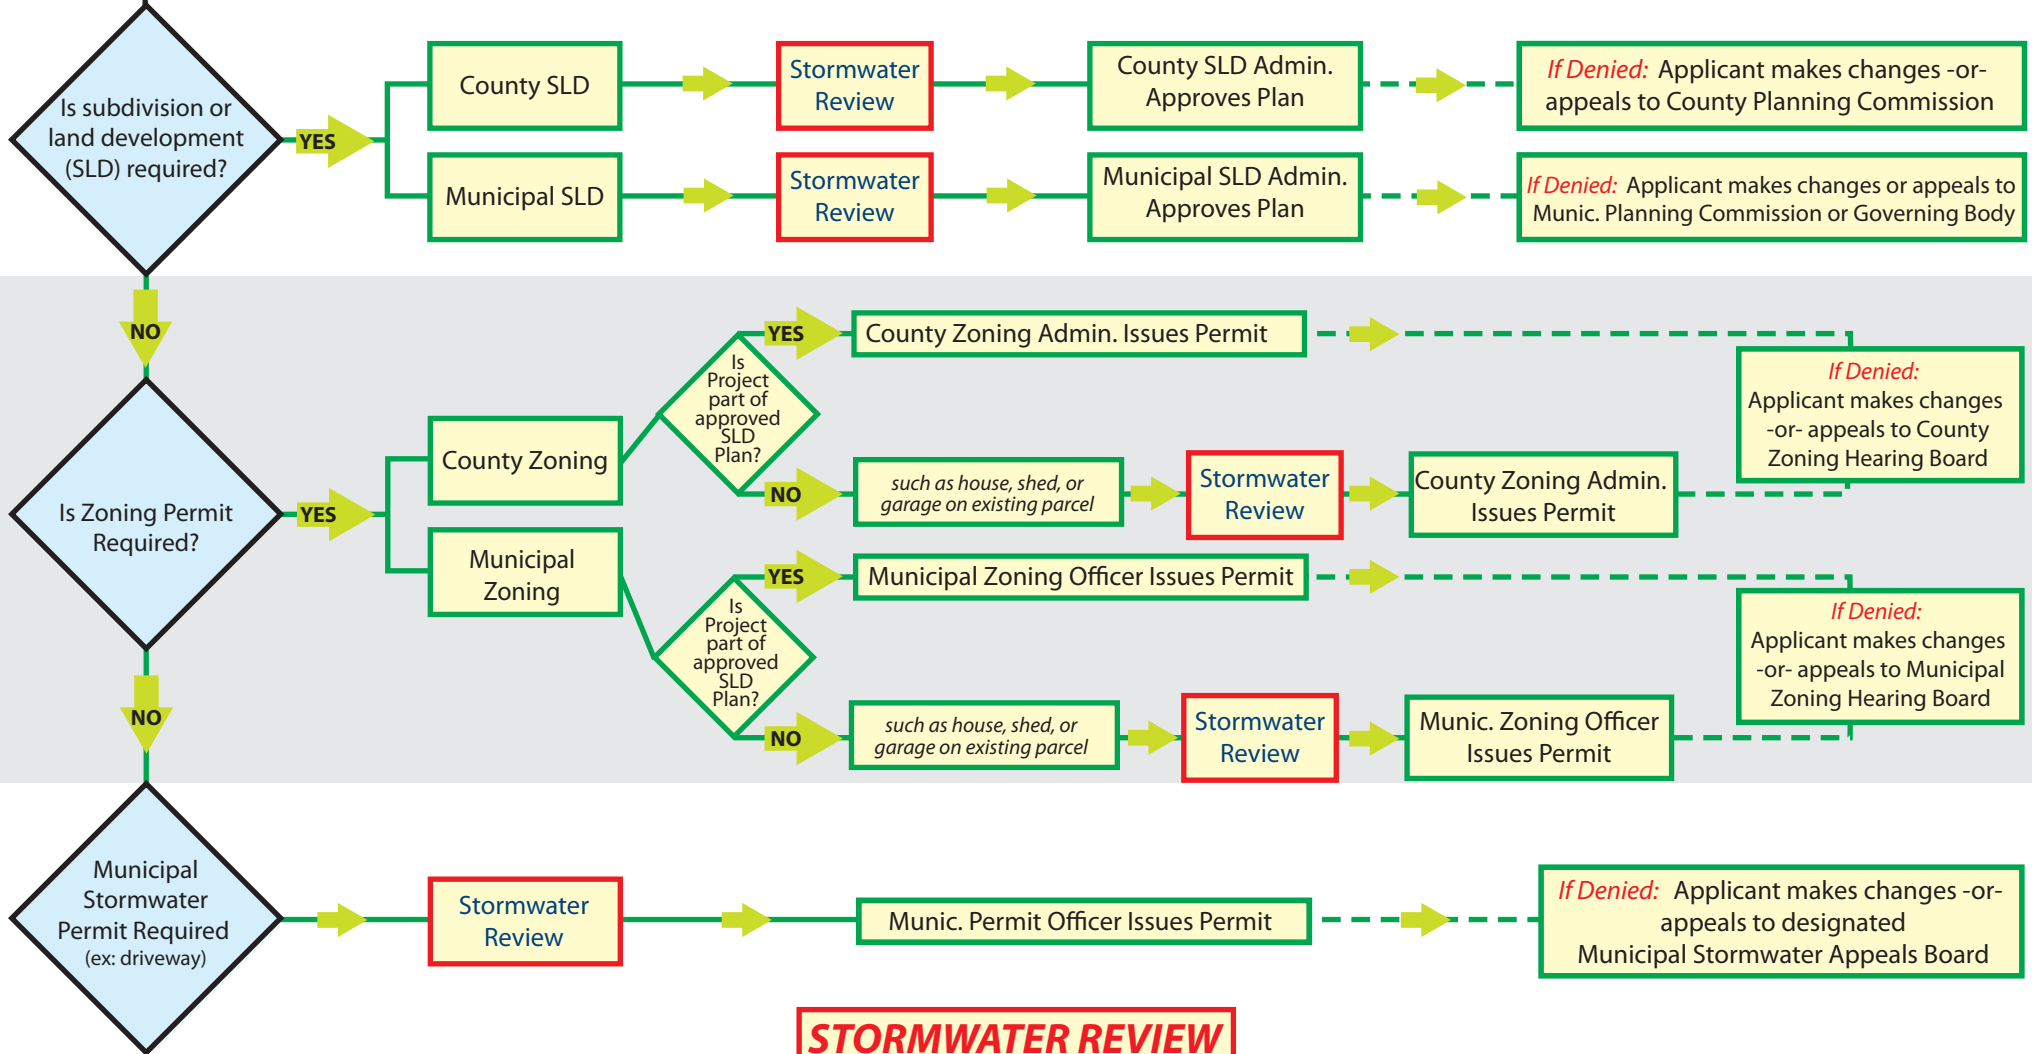 Is subdivision or
land development
(SLD) required?
YES
County SLD
Stormwater
Review
County SLD Admin.
Approves Plan
If Denied: Applicant makes changes -or-
appeals to County Planning Commission
Municipal SLD
Stormwater
Review
Municipal SLD Admin.
Approves Plan
If Denied: Applicant makes changes or appeals to
Munic. Planning Commission or Governing Body
NO
Is Zoning Permit
Required?
YES
County Zoning
Is
Project
part of
approved
SLD
Plan?
YES
County Zoning Admin. Issues Permit
NO
such as house, shed, or
garage on existing parcel
Stormwater
Review
County Zoning Admin.
Issues Permit
If Denied:
Applicant makes changes
-or- appeals to County
Zoning Hearing Board
Municipal
Zoning
Is
Project
part of
approved
SLD
Plan?
YES
Municipal Zoning Officer Issues Permit
NO
such as house, shed, or
garage on existing parcel
Stormwater
Review
Munic. Zoning Officer
Issues Permit
If Denied:
Applicant makes changes
-or- appeals to Municipal
Zoning Hearing Board
NO
Municipal
Stormwater
Permit Required
(ex: driveway)
Stormwater
Review
Munic. Permit Officer Issues Permit
If Denied: Applicant makes changes -or-
appeals to designated
Municipal Stormwater Appeals Board
STORMWATER REVIEW